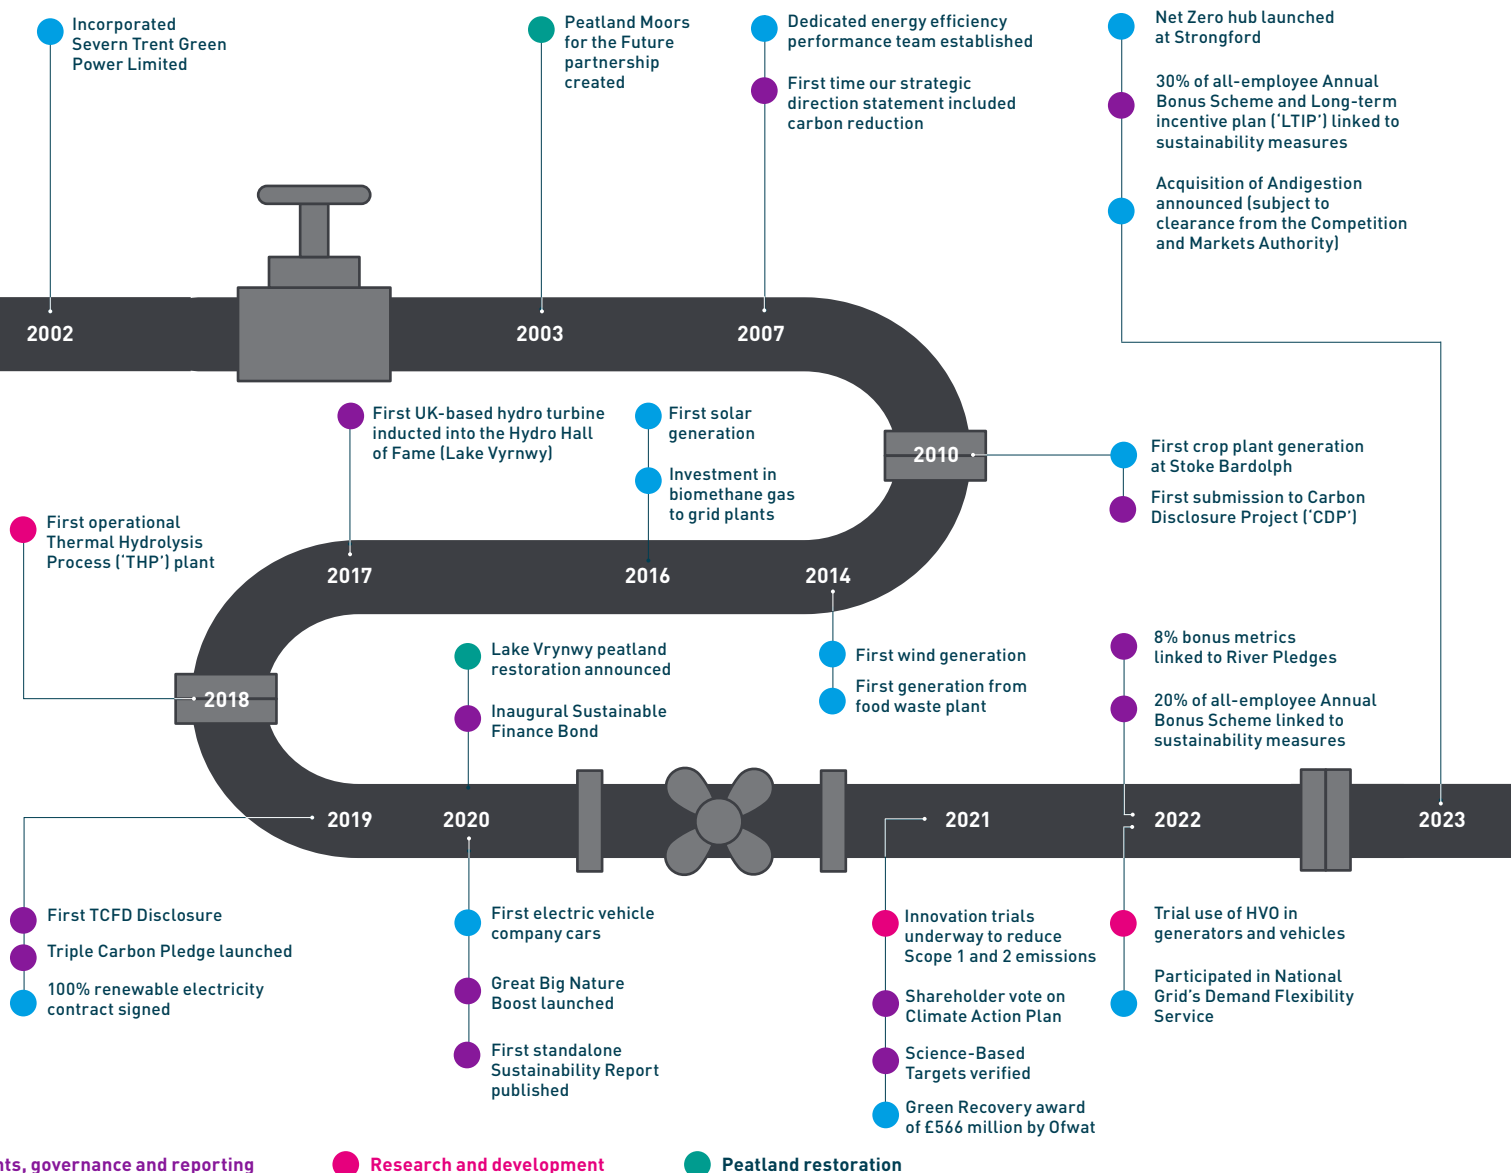 Incorporated
Severn Trent Green
Power Limited
Peatland Moors
for the Future
partnership
created
Dedicated energy efficiency
performance team established
First time our strategic
direction statement included
carbon reduction
Net Zero hub launched
at Strongford
30% of all-employee Annual
Bonus Scheme and Long-term
incentive plan (‘LTIP’) linked to
sustainability measures
Acquisition of Andigestion
announced (subject to
clearance from the Competition
and Markets Authority)
2002
2003
2007
First UK-based hydro turbine
inducted into the Hydro Hall
of Fame (Lake Vyrnwy)
First solar
generation
Investment in
biomethane gas
to grid plants
2010
First crop plant generation
at Stoke Bardolph
First submission to Carbon
Disclosure Project (‘CDP’)
First operational
Thermal Hydrolysis
Process (‘THP’) plant
2017
2016
2014
First wind generation
First generation from
food waste plant
2018
Lake Vrynwy peatland
restoration announced
Inaugural Sustainable
Finance Bond
8% bonus metrics
linked to River Pledges
20% of all-employee Annual
Bonus Scheme linked to
sustainability measures
2019
2020
2021
2022
2023
First TCFD Disclosure
Triple Carbon Pledge launched
100% renewable electricity
contract signed
First electric vehicle
company cars
Great Big Nature
Boost launched
First standalone
Sustainability Report
published
Innovation trials
underway to reduce
Scope 1 and 2 emissions
Shareholder vote on
Climate Action Plan
Science-Based
Targets verified
Green Recovery award
of £566 million by Ofwat
Trial use of HVO in
generators and vehicles
Participated in National
Grid’s Demand Flexibility
Service
governance and reporting
Research and development
Peatland restoration